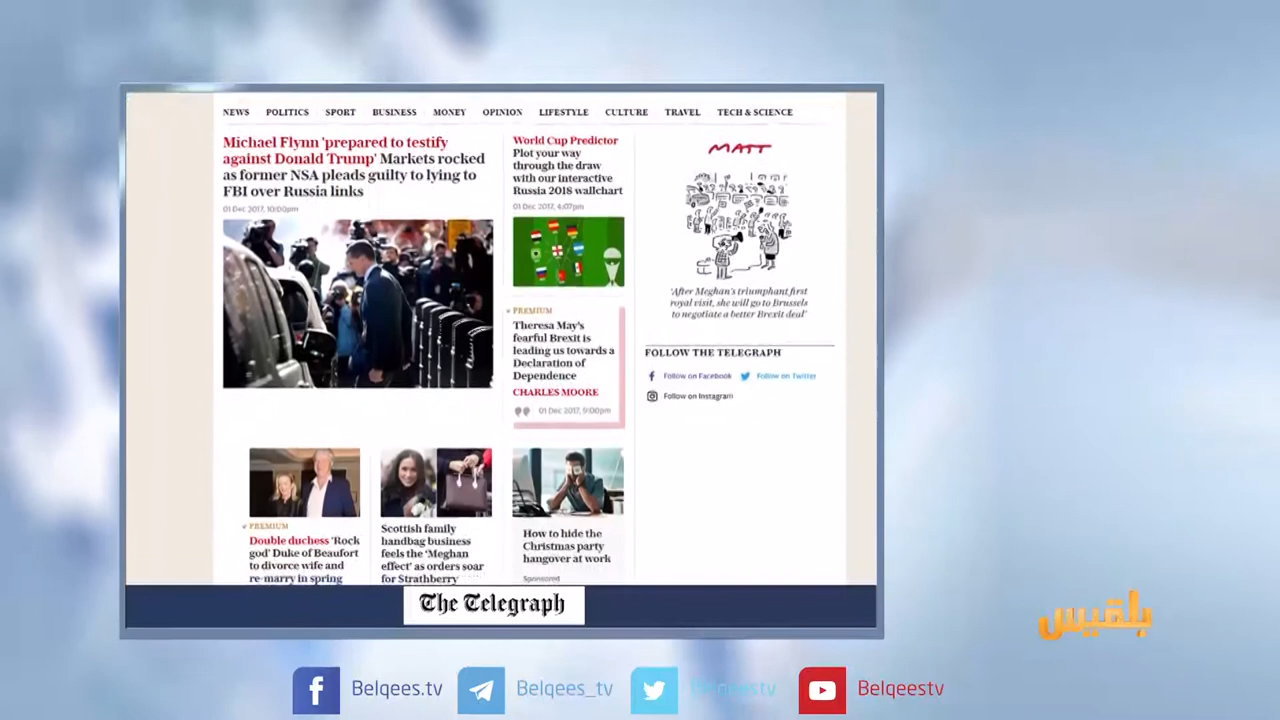 NEWS POLITICS SPORT BUSINESS MONEY OPINION LIFESTYLE CULTURE TRAVEL TECH & SCIENCE
Michael Flynn 'prepared to testify
against Donald Trump' Markets rocked
as former NSA pleads guilty to lying to
FBI over Russia links
01 Dec 2017, 10:00pm
World Cup Predictor
Plot your way
through the draw
with our interactive
Russia 2018 wallchart
01 Dec 2017, 4:07pm
PREMIUM
Theresa May's
fearful Brexit is
leading us towards a
Declaration of
Dependence
CHARLES MOORE
01 Dec 2017, 9:00pm
MATT
'After Meghan's triumphant first
royal visit, she will go to Brussels
to negotiate a better Brexit deal'
FOLLOW THE TELEGRAPH
Follow on Facebook Follow on Twitter
Follow on Instagram
PREMIUM
Double duchess 'Rock
god' Duke of Beaufort
to divorce wife and
re-marry in spring
Scottish family
handbag business
feels the 'Meghan
effect' as orders soar
for Strathberry
How to hide the
Christmas party
hangover at work
Sponsored
The Telegraph
بلقيس
Belqees.tv Belqees_tv Belqeestv